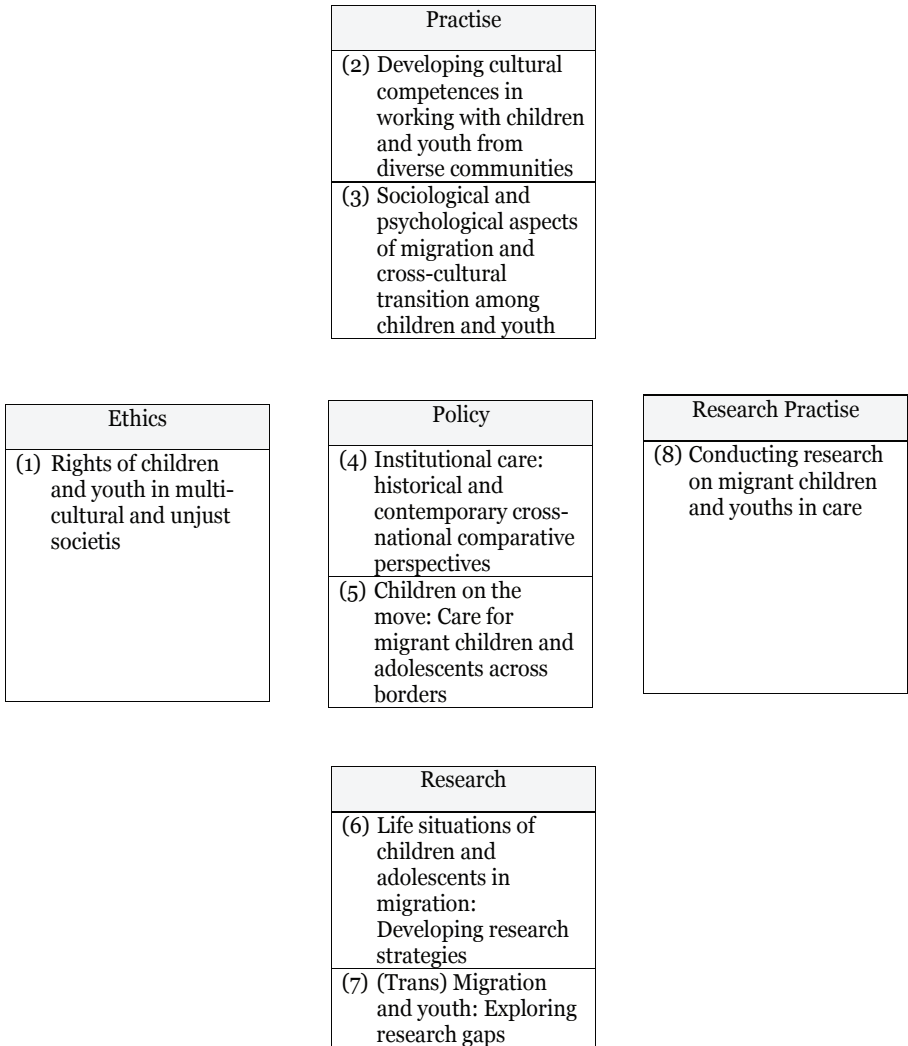 Practise
(2) Developing cultural
competences in
working with children
and youth from
diverse communities
(3) Sociological and
psychological aspects
of migration and
cross-cultural
transition among
children and youth
Ethics
(1) Rights of children
and youth in multi-
cultural and unjust
societis
Policy
(4) Institutional care:
historical and
contemporary cross-
national comparative
perspectives
(5) Children on the
move: Care for
migrant children and
adolescents across
borders
Research Practise
(8) Conducting research
on migrant children
and youths in care
Research
(6) Life situations of
children and
adolescents in
migration:
Developing research
strategies
(7) (Trans) Migration
and youth: Exploring
research gaps